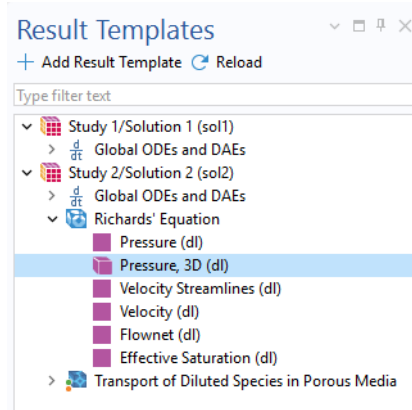 Result Templates
Add Result Template Reload
Type filter text
Study 1/Solution 1 (sol1)
d/dt Global ODEs and DAEs
Study 2/Solution 2 (sol2)
d/dt Global ODEs and DAEs
Richards' Equation
Pressure (dl)
Pressure, 3D (dl)
Velocity Streamlines (dl)
Velocity (dl)
Flownet (dl)
Effective Saturation (dl)
Transport of Diluted Species in Porous Media